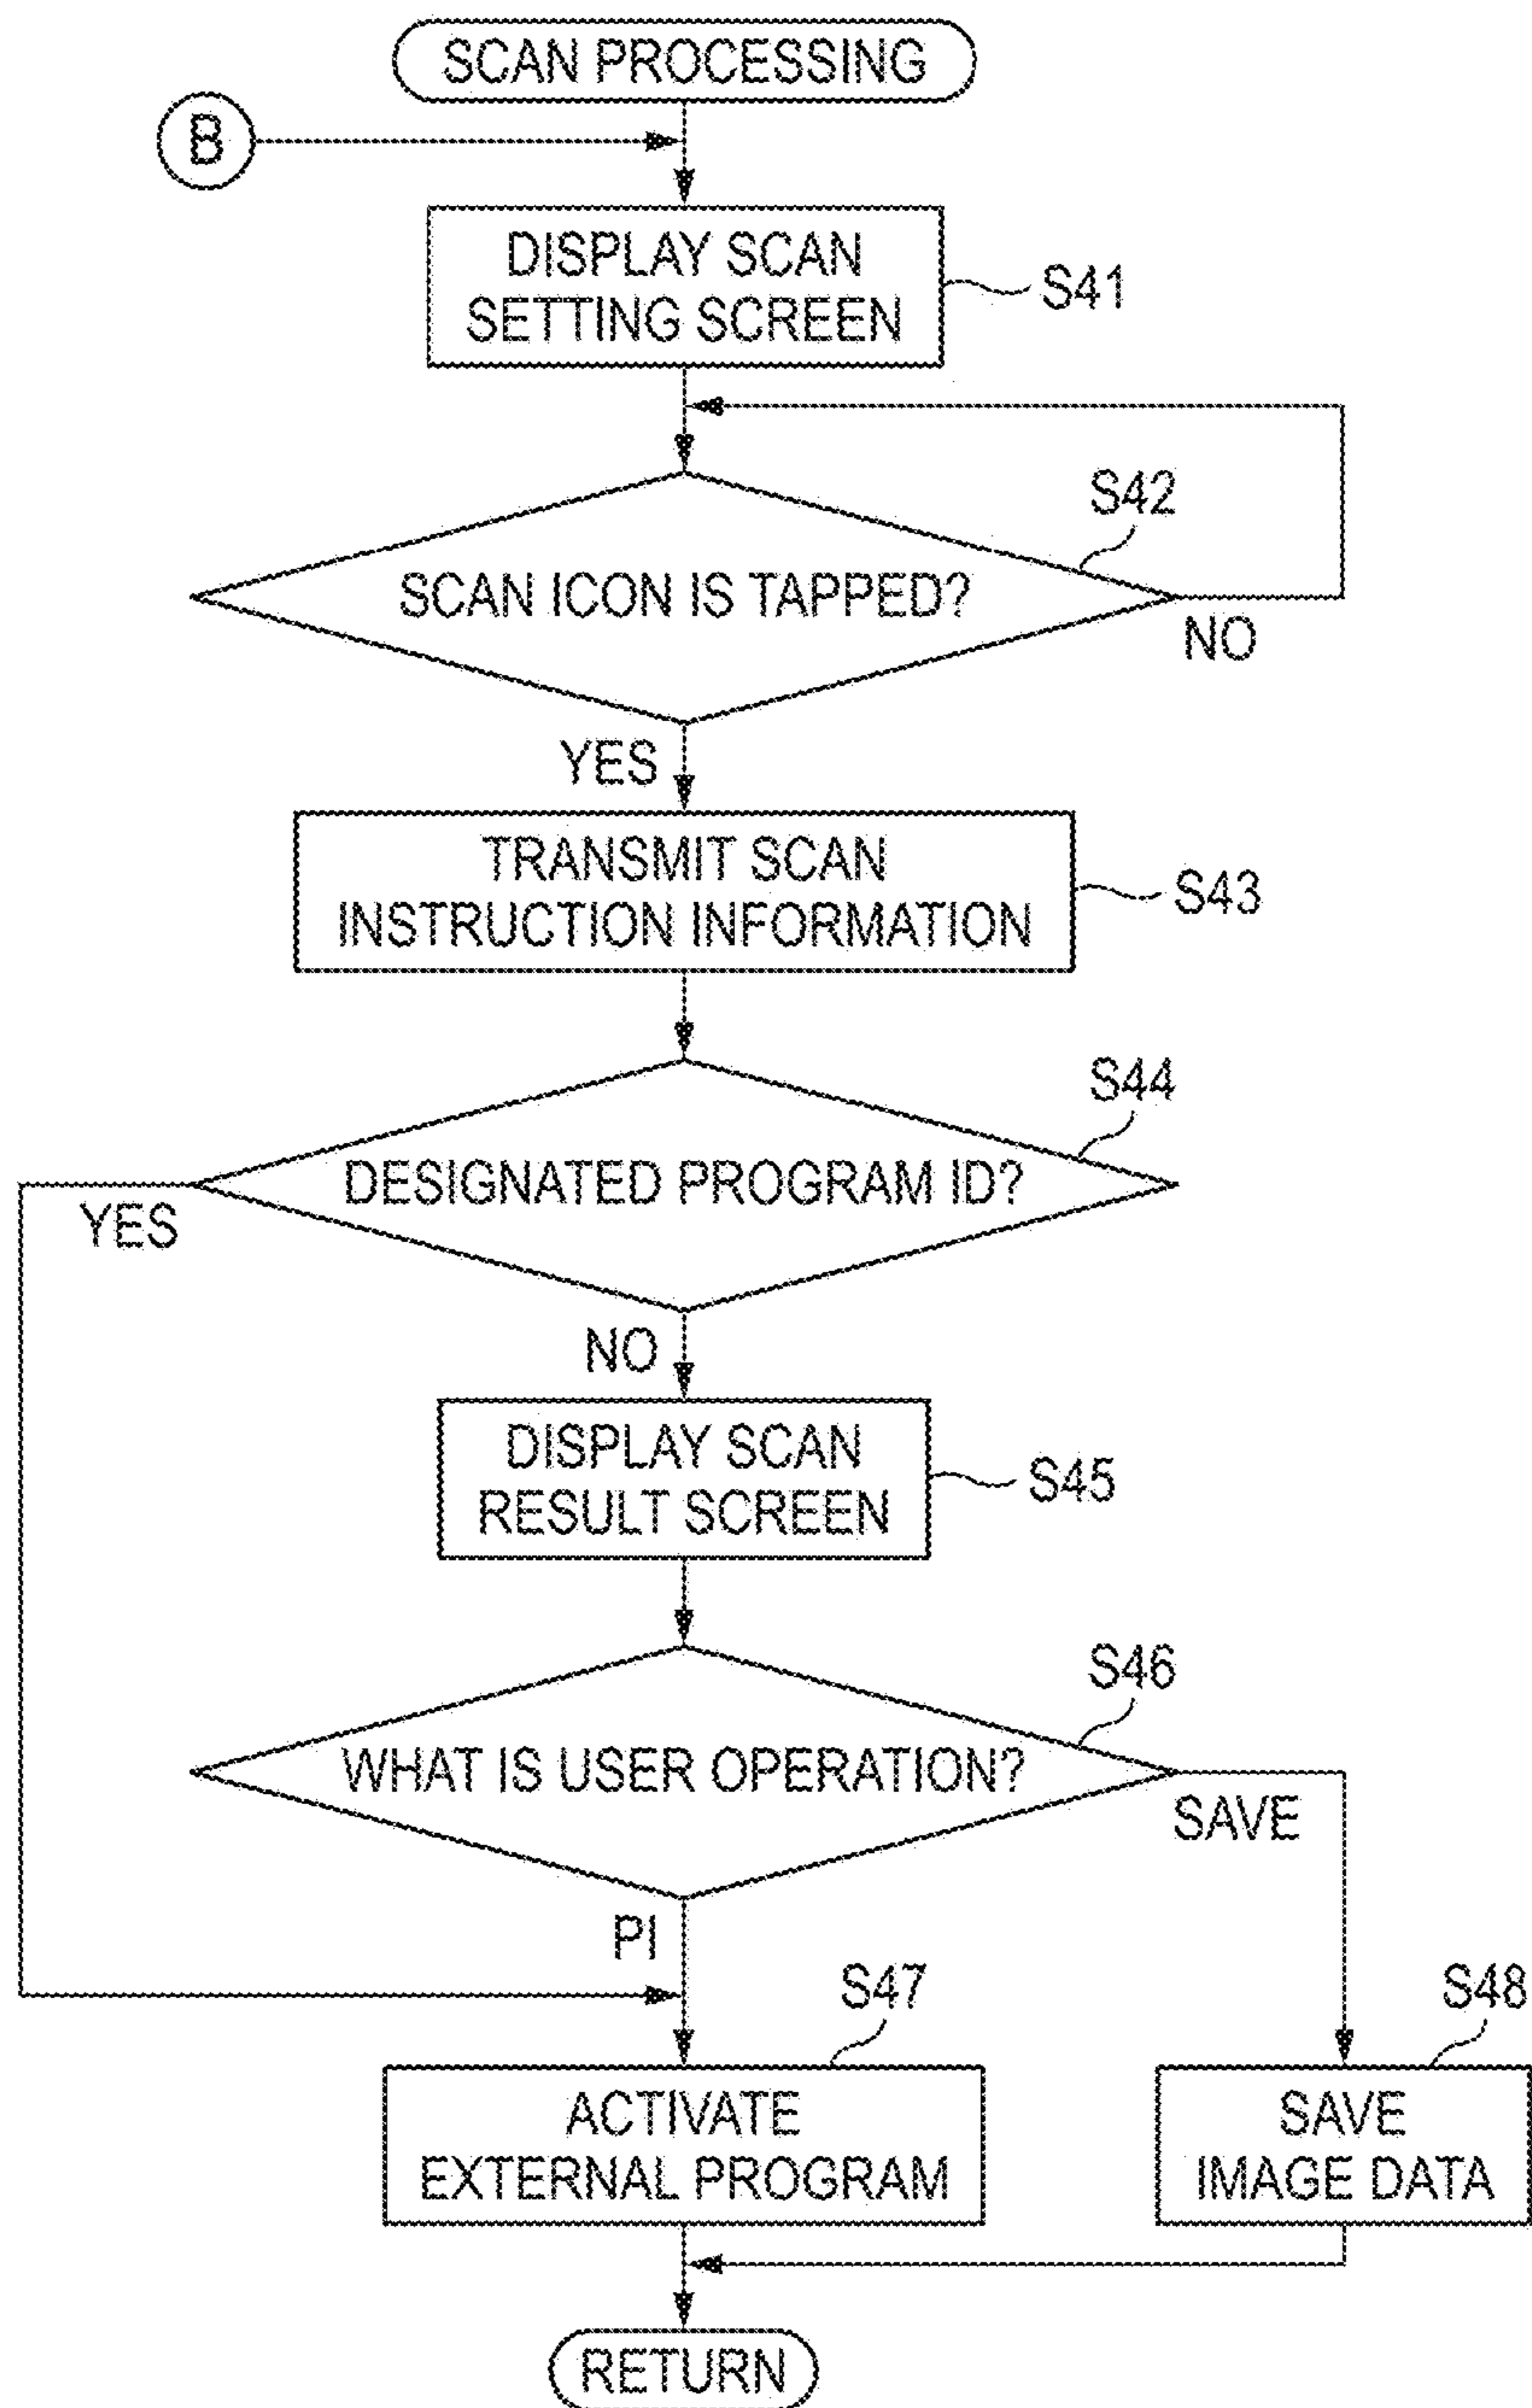 SCAN PROCESSING
B
DISPLAY SCAN
SETTING SCREEN
S41
S42
SCAN ICON IS TAPPED?
NO
YES
TRANSMIT SCAN
INSTRUCTION INFORMATION
S43
S44
DESIGNATED PROGRAM ID?
YES
NO
DISPLAY SCAN
RESULT SCREEN
S45
S46
WHAT IS USER OPERATION?
SAVE
PI
S47
S48
ACTIVATE
EXTERNAL PROGRAM
SAVE
IMAGE DATA
RETURN